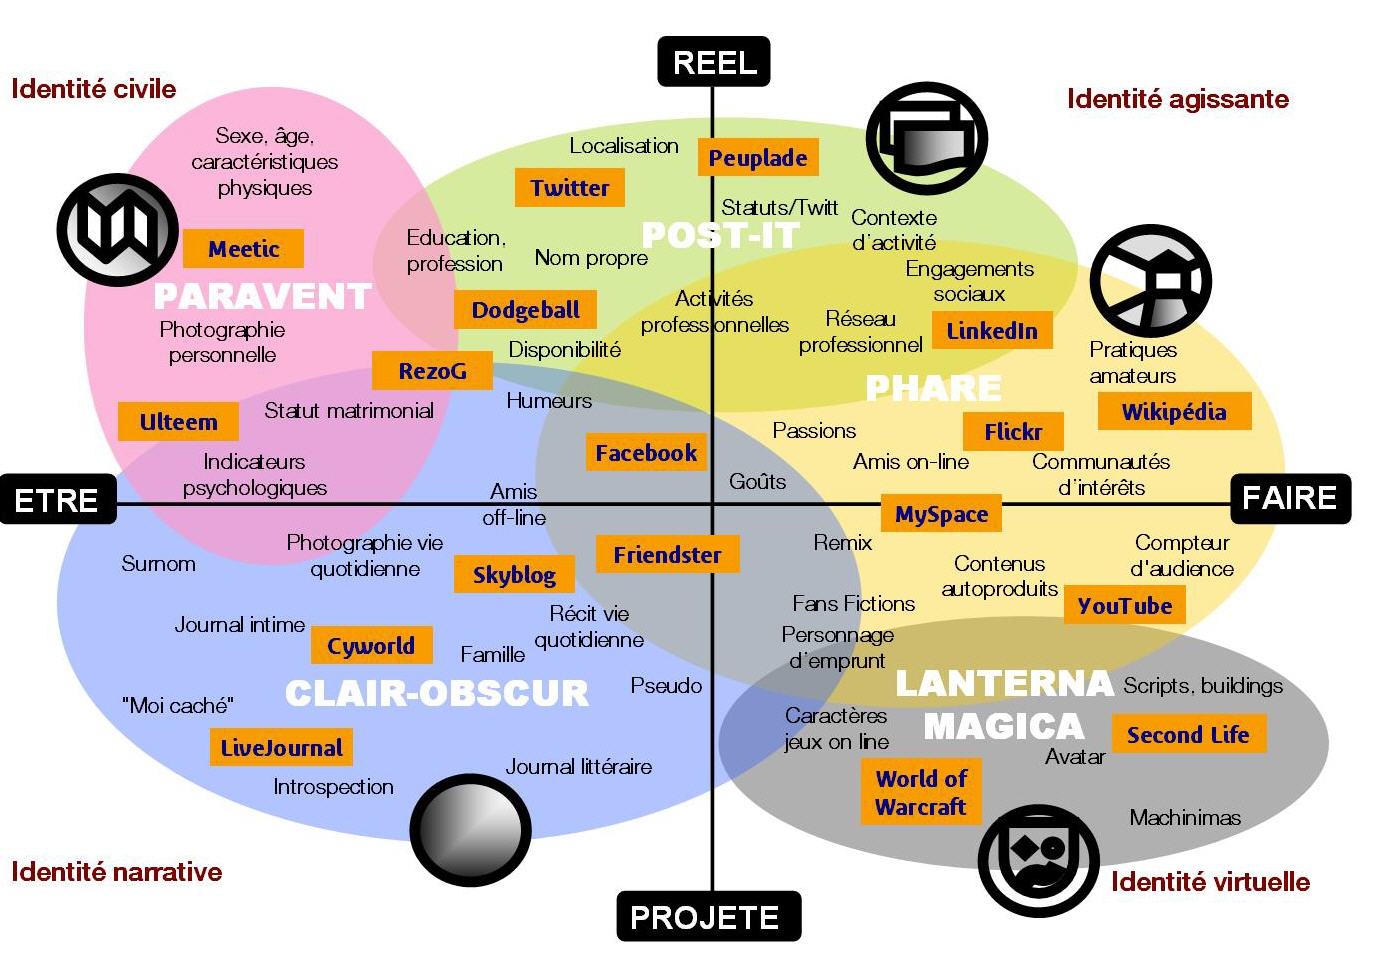 REEL
Identité civile
Identité agissante
Sexe, âge,
caractéristiques
physiques
Localisation
Peuplade
Twitter
Statuts/Twitt
Contexte
d'activité
POST-IT
Meetic
Education,
profession
Nom propre
Engagements
sociaux
PARAVENT
Dodgeball
Activités
professionnelles
Réseau
professionnel
LinkedIn
Photographie
personnelle
Disponibilité
Pratiques
amateurs
RezoG
PHARE
Humeurs
Ulteem
Statut matrimonial
Wikipédia
Passions
Flickr
Facebook
Indicateurs
psychologiques
Amis on-line
Communautés
d'intérêts
Goûts
Amis
off-line
ETRE
FAIRE
MySpace
Surnom
Photographie vie
quotidienne
Friendster
Remix
Compteur
d'audience
Skyblog
Contenus
autoproduits
Fans Fictions
YouTube
Journal intime
Récit vie
quotidienne
Cyworld
Famille
Personnage
d'emprunt
CLAIR-OBSCUR
Pseudo
LANTERNA
MAGICA
Scripts, buildings
"Moi caché"
Caractères
jeux on line
LiveJournal
Second Life
Avatar
Introspection
Journal littéraire
World of
Warcraft
Machinimas
Identité narrative
Identité virtuelle
PROJETE